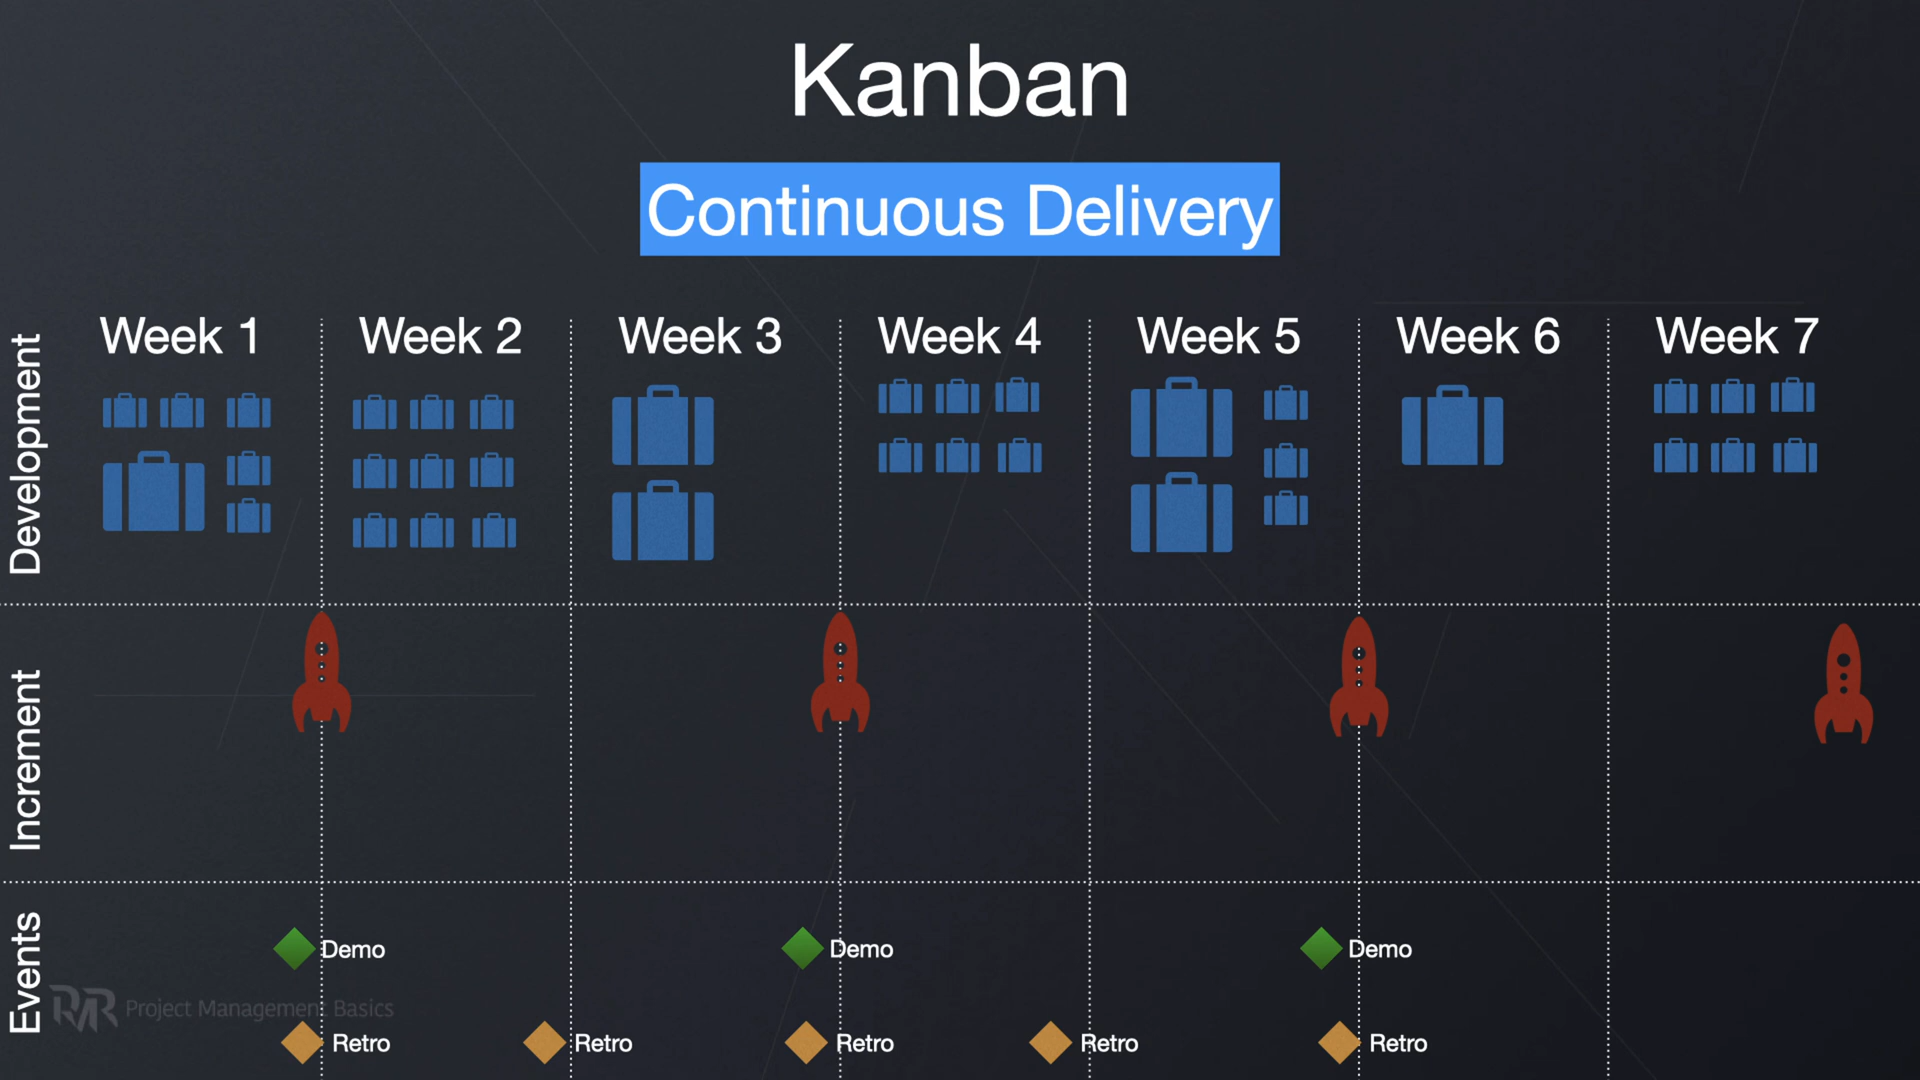 Kanban
Continuous Delivery
Week 1
Week 2
Week 3
Week 4
Week 5
Week 6
Week 7
Development
Increment
Events
Demo
Demo
Demo
PMR Project Management Basics
Retro
Retro
Retro
Retro
Retro